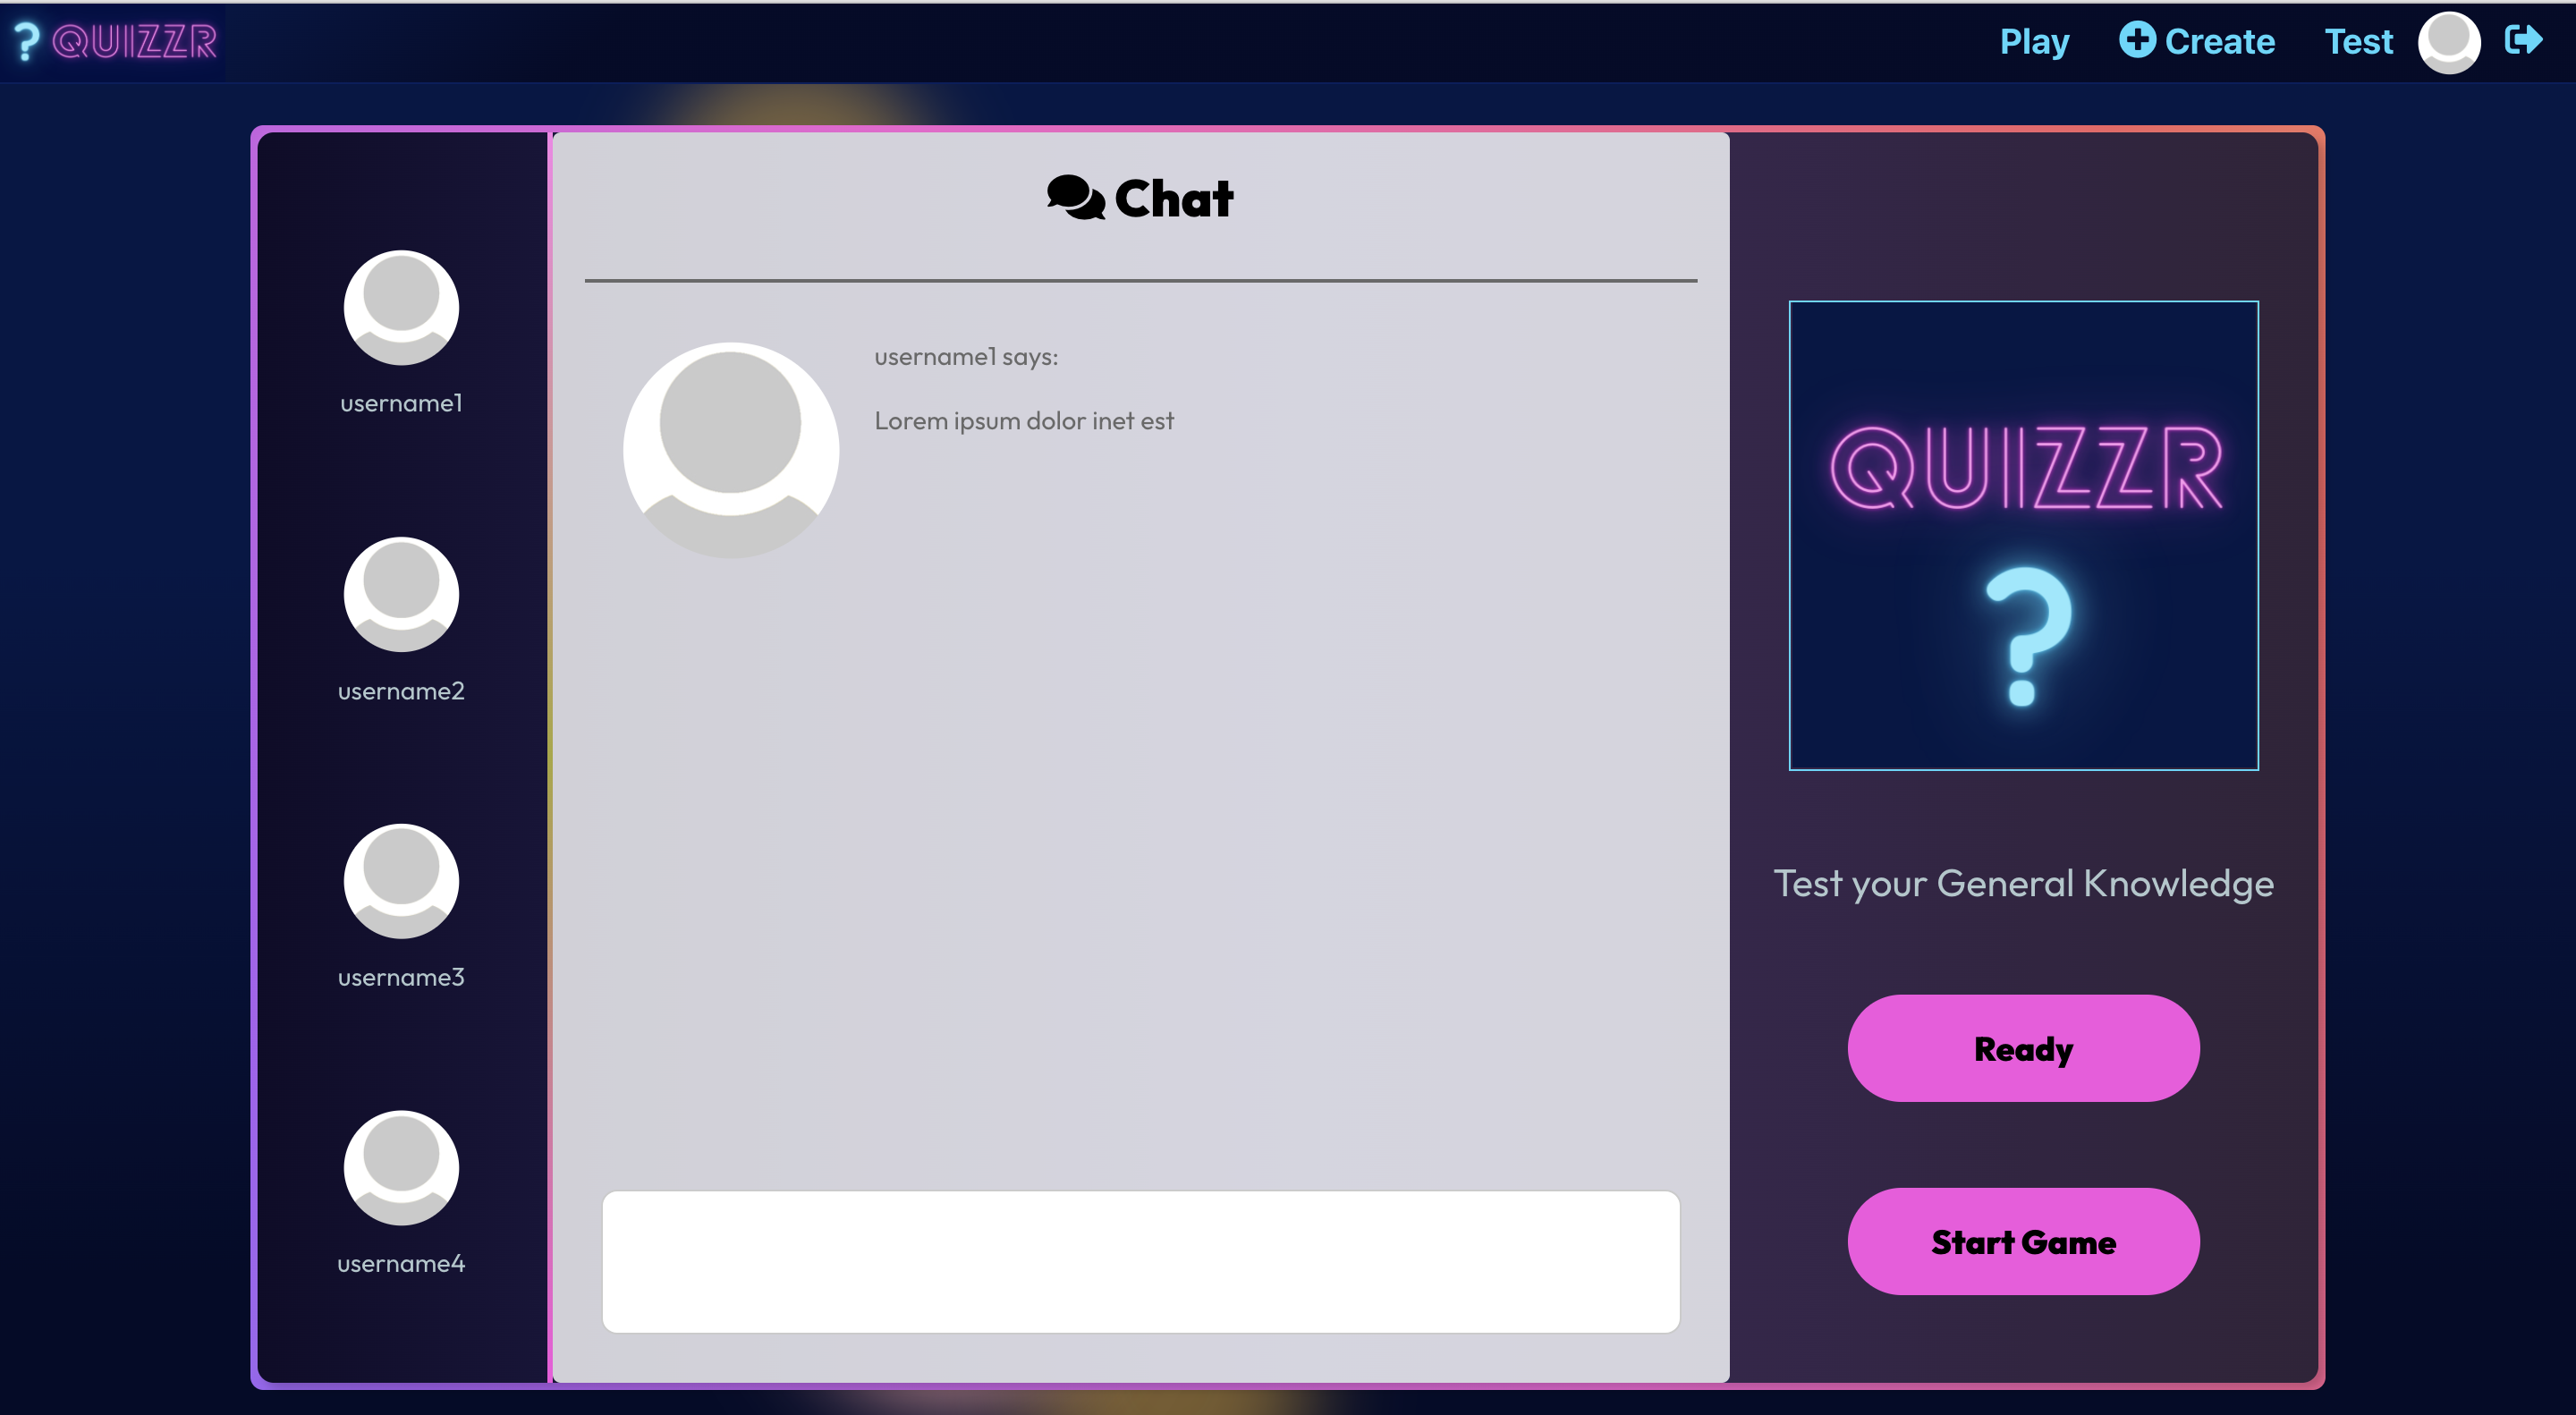 ? QUIZZR
Play
Create
Test
username1
username2
username3
username4
Chat
username1 says:
Lorem ipsum dolor inet est
QUIZZR
?
Test your General Knowledge
Ready
Start Game